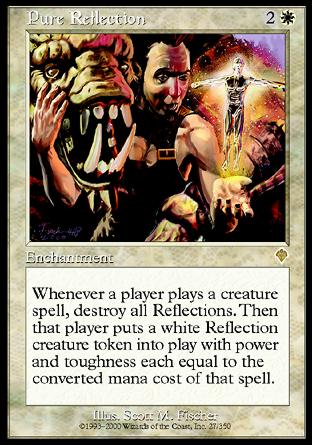 Pure Reflection 2
Enchantment
Whenever a player plays a creature
spell, destroy all Reflections. Then
that player puts a white Reflection
creature token into play with power
and toughness each equal to the
converted mana cost of that spell.
Illus. Scott M. Fischer
©1993–2000 Wizards of the Coast, Inc. 27/350